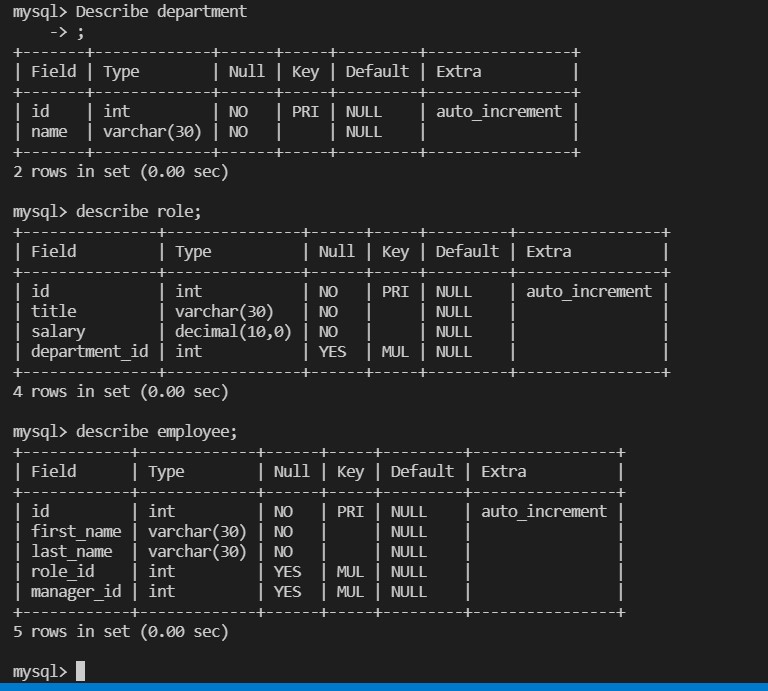 mysql> Describe department
    -> ;
+-------+-------------+------+-----+---------+----------------+
| Field | Type        | Null | Key | Default | Extra          |
+-------+-------------+------+-----+---------+----------------+
| id    | int         | NO   | PRI | NULL    | auto_increment |
| name  | varchar(30) | NO   |     | NULL    |                |
+-------+-------------+------+-----+---------+----------------+
2 rows in set (0.00 sec)

mysql> describe role;
+---------------+---------------+------+-----+---------+----------------+
| Field         | Type          | Null | Key | Default | Extra          |
+---------------+---------------+------+-----+---------+----------------+
| id            | int           | NO   | PRI | NULL    | auto_increment |
| title         | varchar(30)   | NO   |     | NULL    |                |
| salary        | decimal(10,0) | NO   |     | NULL    |                |
| department_id | int           | YES  | MUL | NULL    |                |
+---------------+---------------+------+-----+---------+----------------+
4 rows in set (0.00 sec)

mysql> describe employee;
+------------+-------------+------+-----+---------+----------------+
| Field      | Type        | Null | Key | Default | Extra          |
+------------+-------------+------+-----+---------+----------------+
| id         | int         | NO   | PRI | NULL    | auto_increment |
| first_name | varchar(30) | NO   |     | NULL    |                |
| last_name  | varchar(30) | NO   |     | NULL    |                |
| role_id    | int         | YES  | MUL | NULL    |                |
| manager_id | int         | YES  | MUL | NULL    |                |
+------------+-------------+------+-----+---------+----------------+
5 rows in set (0.00 sec)

mysql>